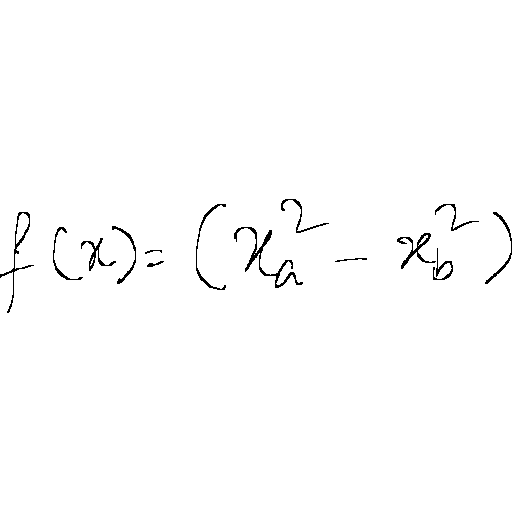 f(x) = (x_a^2 - x_b^2)